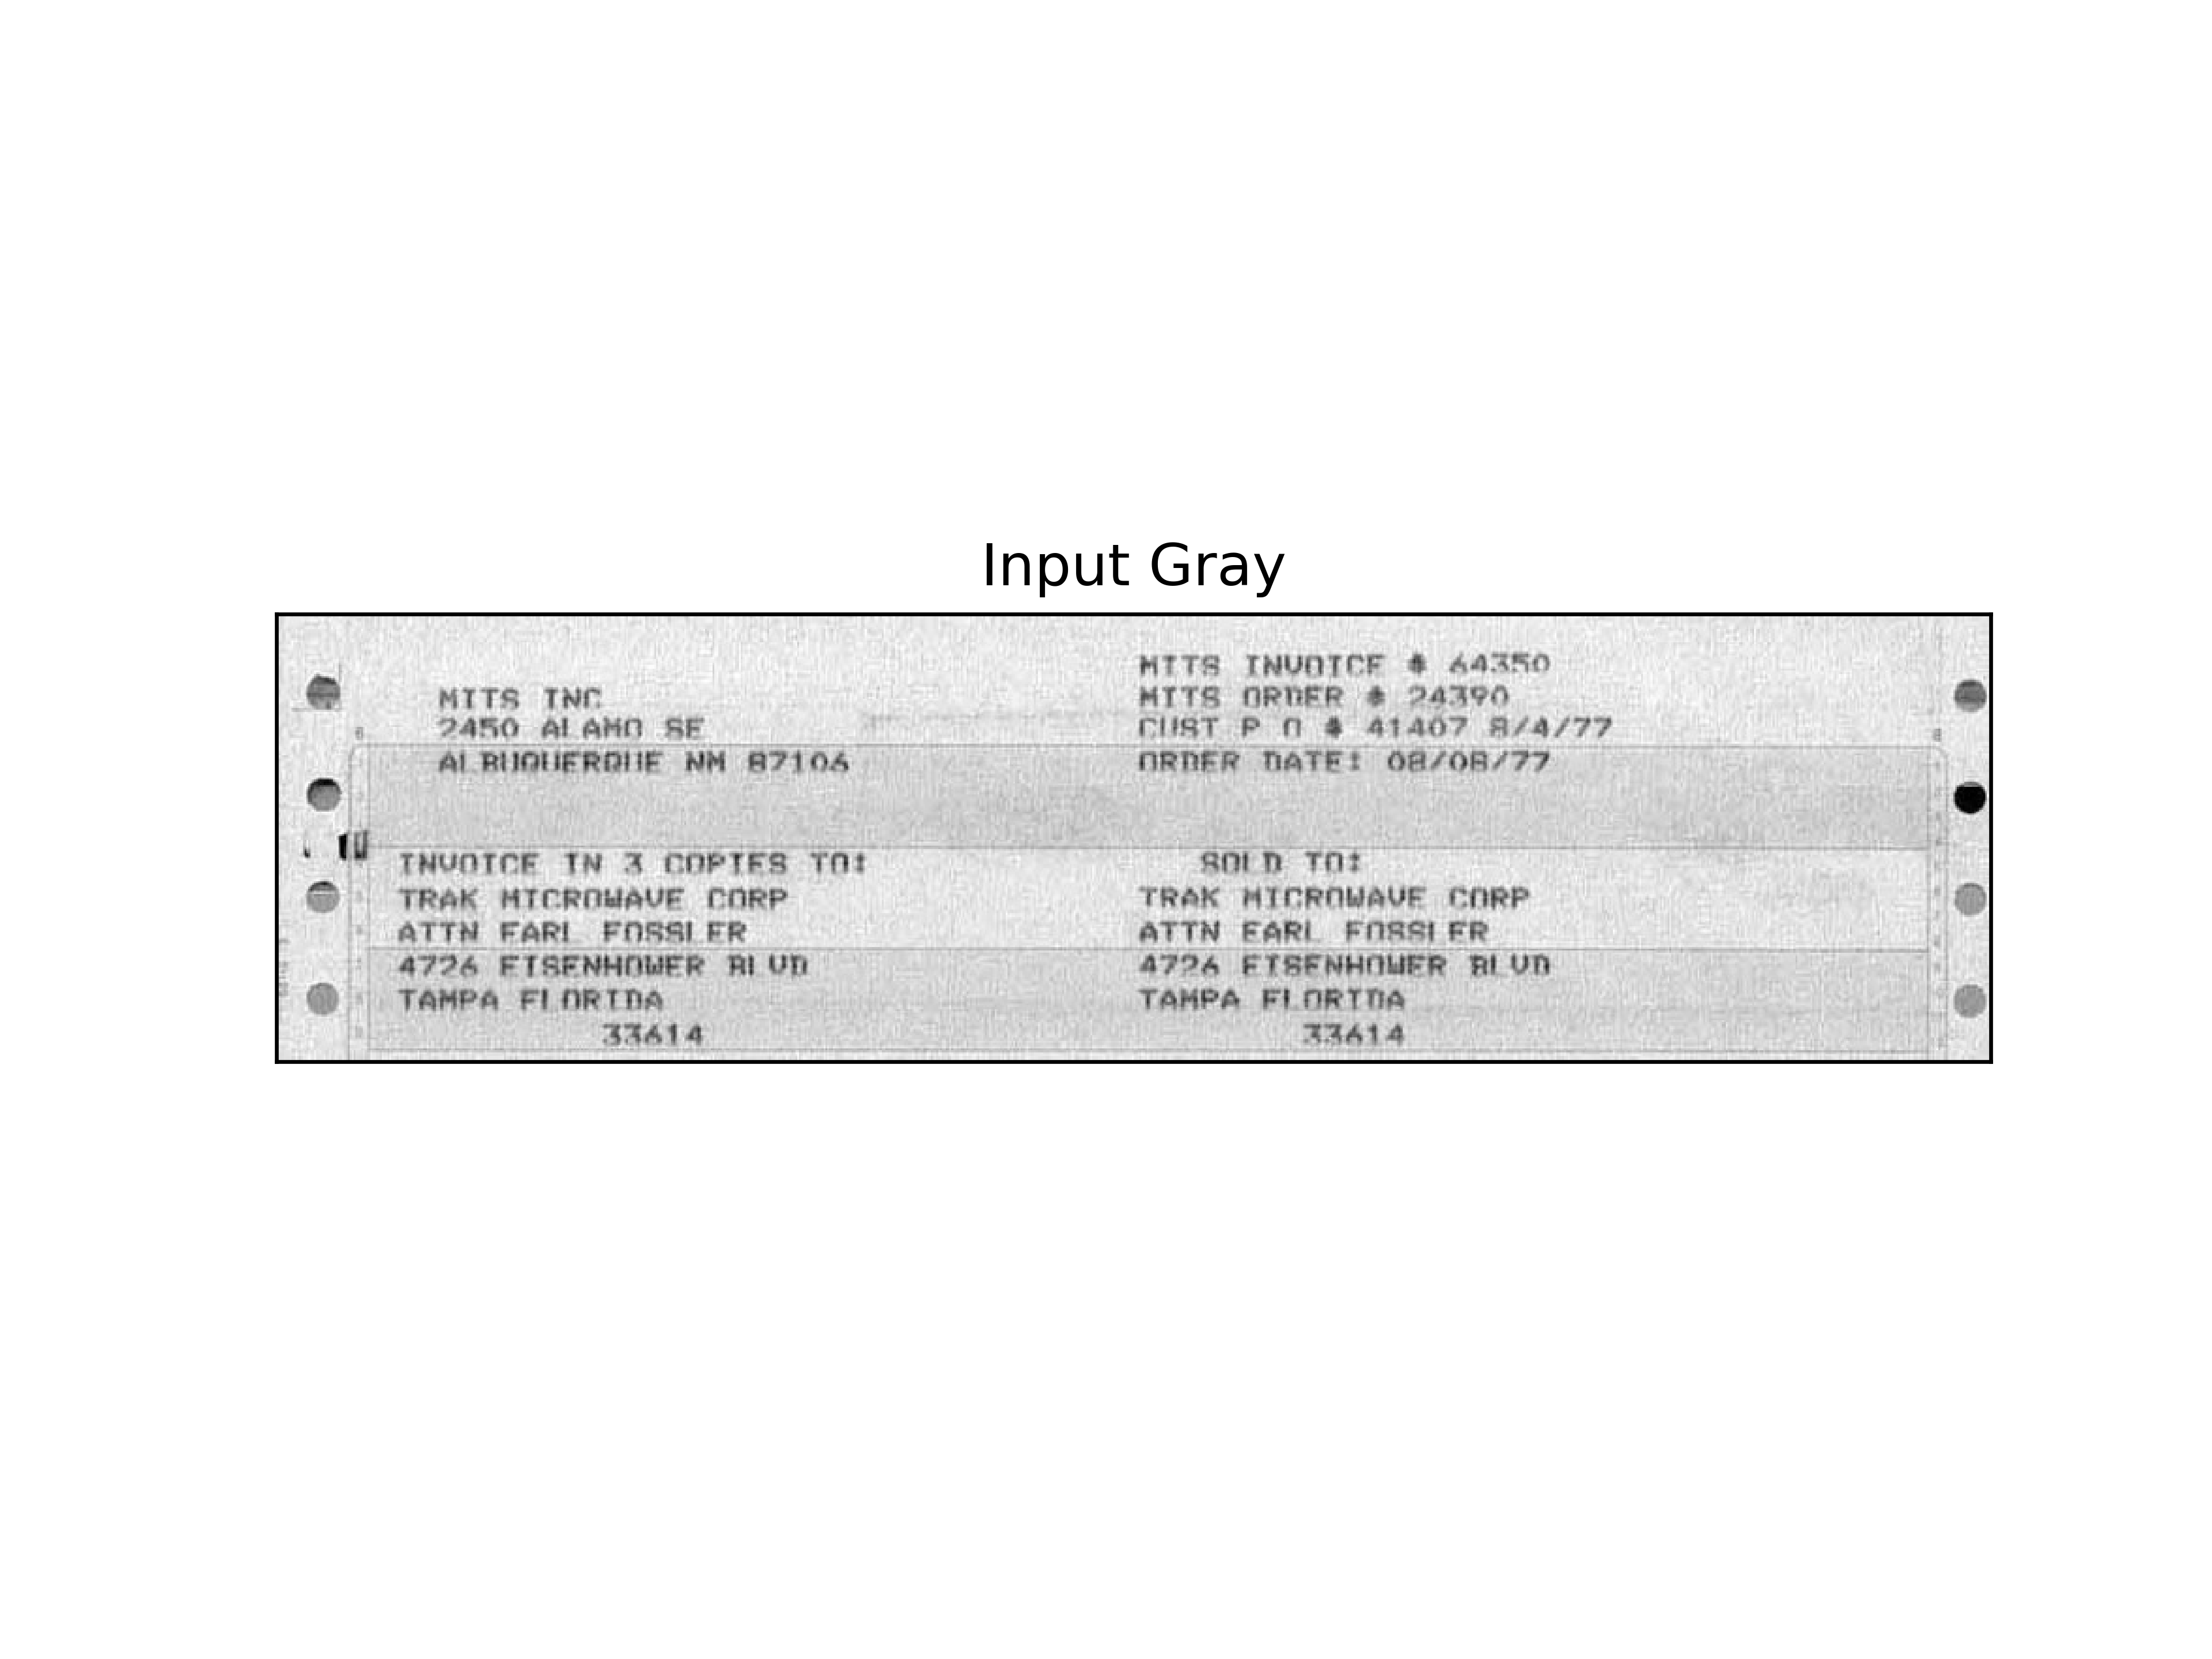 Input Gray
MITS INVOICE # 64350
MITS INC
MITS ORDER # 24390
2450 ALAMO SE
CUST P O # 41407 8/4/77
ALBUQUERQUE NM 87106
ORDER DATE: 08/08/77
INVOICE IN 3 COPIES TO:
SOLD TO:
TRAK MICROWAVE CORP
TRAK MICROWAVE CORP
ATTN EARL FOSSLER
ATTN EARL FOSSLER
4726 EISENHOWER BLVD
4726 EISENHOWER BLVD
TAMPA FLORIDA
TAMPA FLORIDA
33614
33614